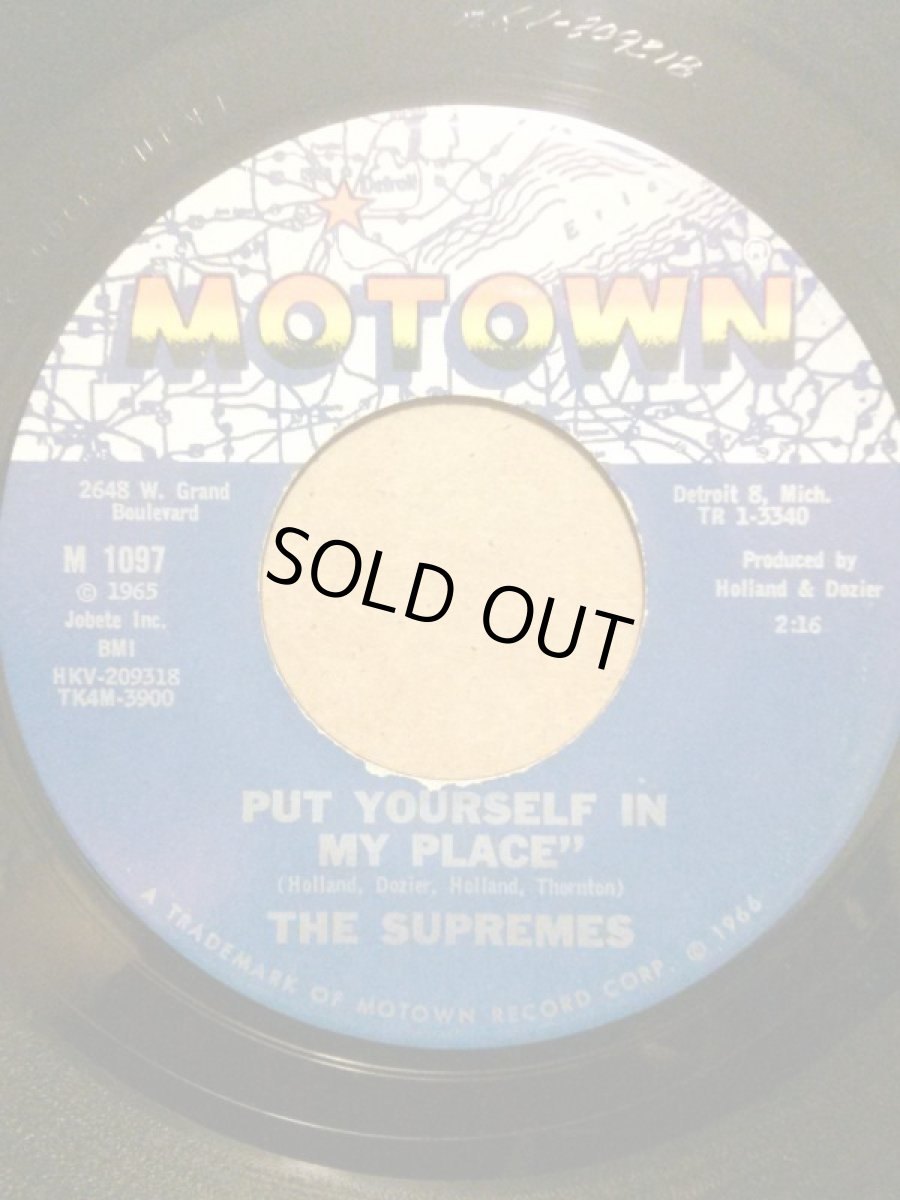 Detroit
Erie
MOTOWN
2648 W. Grand
Boulevard
M 1097
© 1965
Jobete Inc.
BMI
HKV-209318
TK4M-3900
Detroit 8, Mich.
TR 1-3340
Produced by
Holland & Dozier
2:16
SOLD OUT
PUT YOURSELF IN
MY PLACE"
(Holland, Dozier, Holland, Thornton)
THE SUPREMES
A TRADEMARK OF MOTOWN RECORD CORP. © 1966